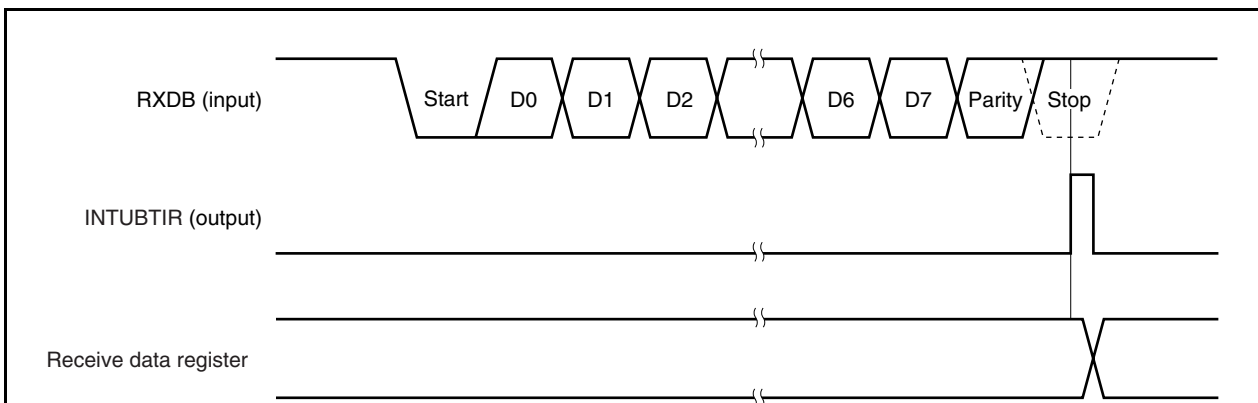 RXDB (input)
Start
D0
D1
D2
D6
D7
Parity
Stop
INTUBTIR (output)
Receive data register